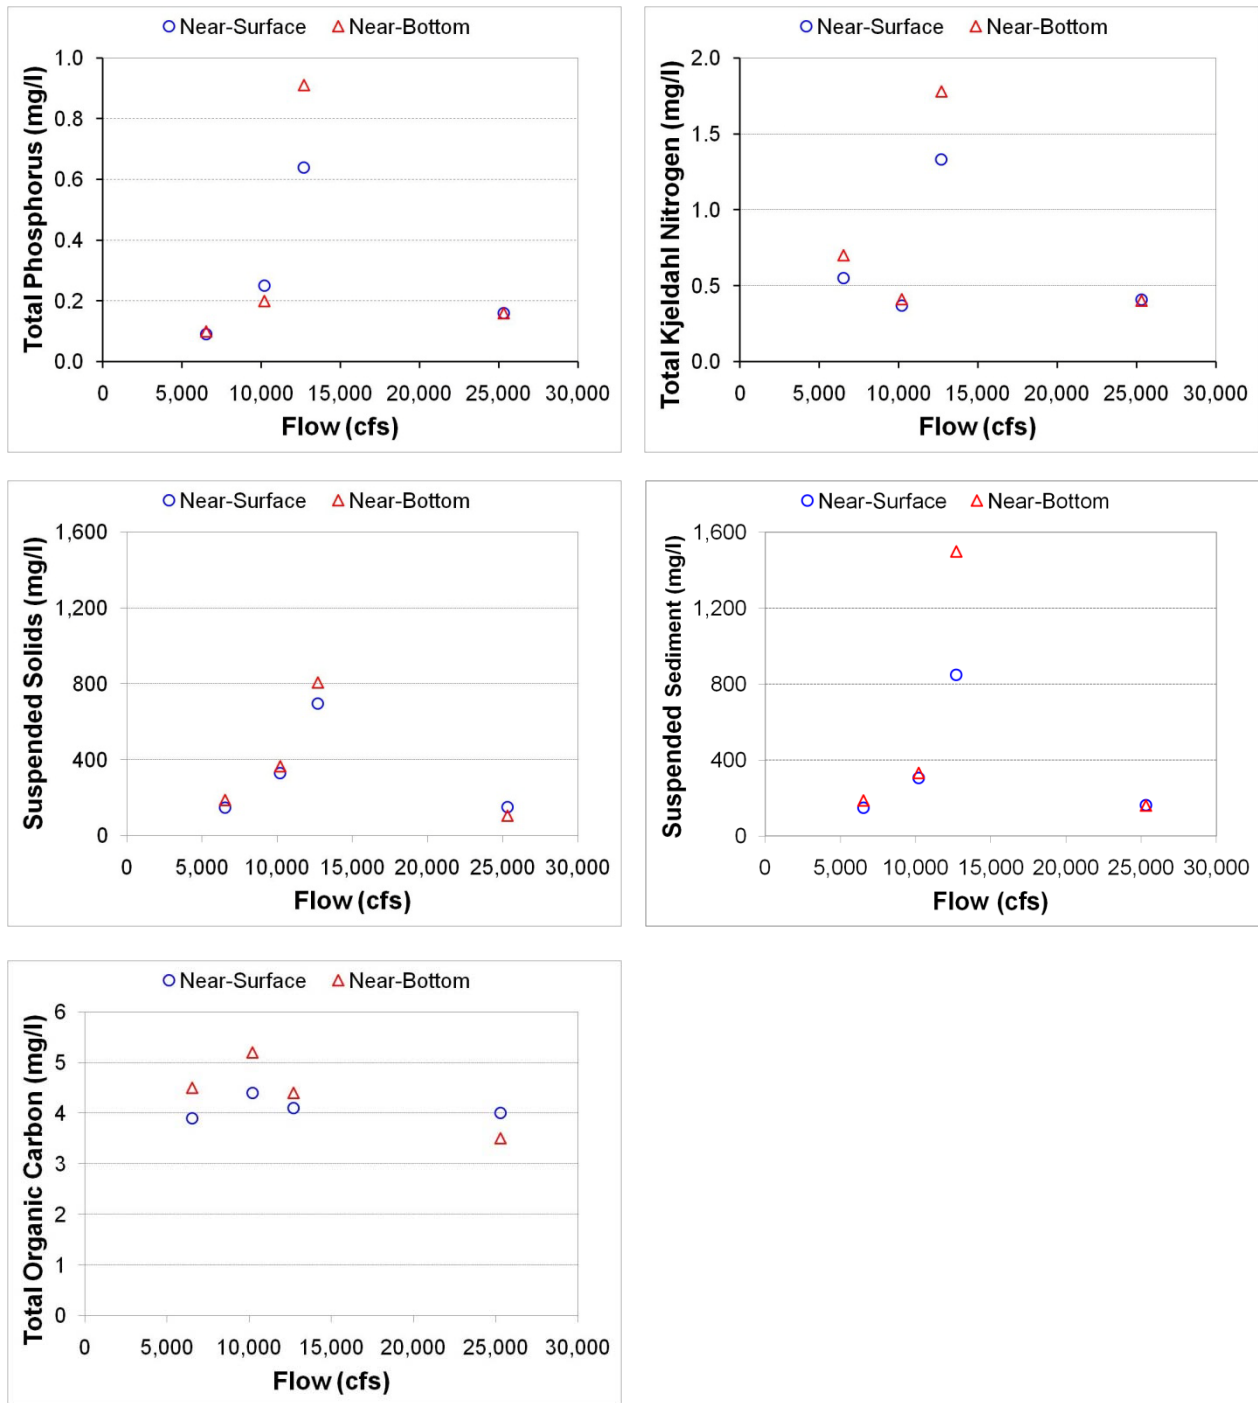 Near-Surface Near-Bottom
Total Phosphorus (mg/l)
1.0
0.8
0.6
0.4
0.2
0.0
0 5,000 10,000 15,000 20,000 25,000 30,000
Flow (cfs)
Near-Surface Near-Bottom
Total Kjeldahl Nitrogen (mg/l)
2.0
1.5
1.0
0.5
0.0
0 5,000 10,000 15,000 20,000 25,000 30,000
Flow (cfs)
Near-Surface Near-Bottom
Suspended Solids (mg/l)
1,600
1,200
800
400
0
0 5,000 10,000 15,000 20,000 25,000 30,000
Flow (cfs)
Near-Surface Near-Bottom
Suspended Sediment (mg/l)
1,600
1,200
800
400
0
0 5,000 10,000 15,000 20,000 25,000 30,000
Flow (cfs)
Near-Surface Near-Bottom
Total Organic Carbon (mg/l)
6
5
4
3
2
1
0
0 5,000 10,000 15,000 20,000 25,000 30,000
Flow (cfs)